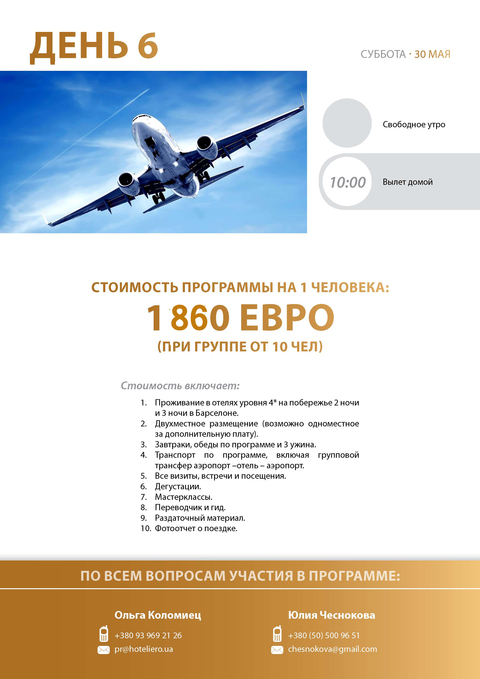 ДЕНЬ 6
СУББОТА · 30 МАЯ
Свободное утро
10:00
Вылет домой
СТОИМОСТЬ ПРОГРАММЫ НА 1 ЧЕЛОВЕКА:
1 860 ЕВРО
(ПРИ ГРУППЕ ОТ 10 ЧЕЛ)
Стоимость включает:
1. Проживание в отелях уровня 4* на побережье 2 ночи
и 3 ночи в Барселоне.
2. Двухместное размещение (возможно одноместное
за дополнительную плату).
3. Завтраки, обеды по программе и 3 ужина.
4. Транспорт по программе, включая групповой
трансфер аэропорт –отель – аэропорт.
5. Все визиты, встречи и посещения.
6. Дегустации.
7. Мастерклассы.
8. Переводчик и гид.
9. Раздаточный материал.
10. Фотоотчет о поездке.
ПО ВСЕМ ВОПРОСАМ УЧАСТИЯ В ПРОГРАММЕ:
Ольга Коломиец
+380 93 969 21 26
pr@hoteliero.ua
Юлия Чеснокова
+380 (50) 500 96 51
chesnokova@gmail.com